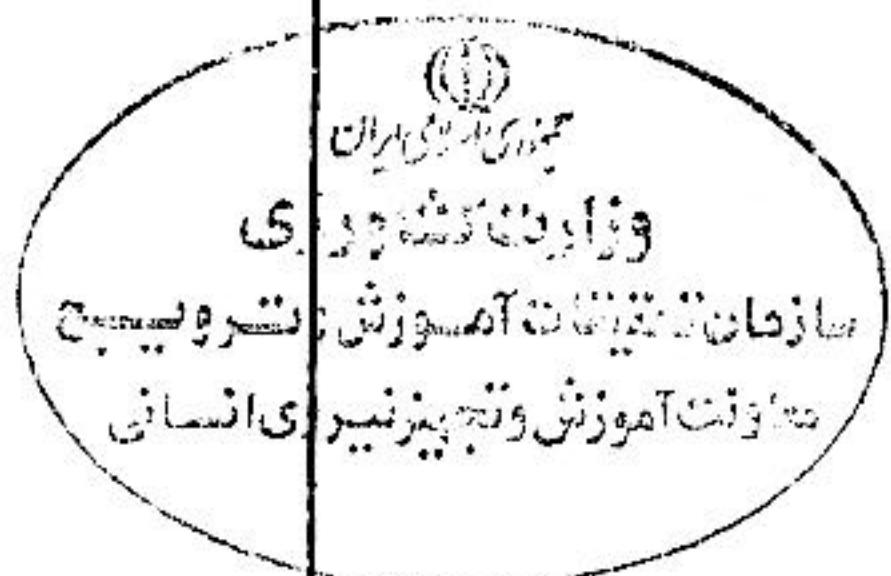 جمهوری اسلامی ایران
وزارت کشاورزی
سازمان تحقیقات آموزش و ترویج
معاونت آموزش و تجهیز نیروی انسانی